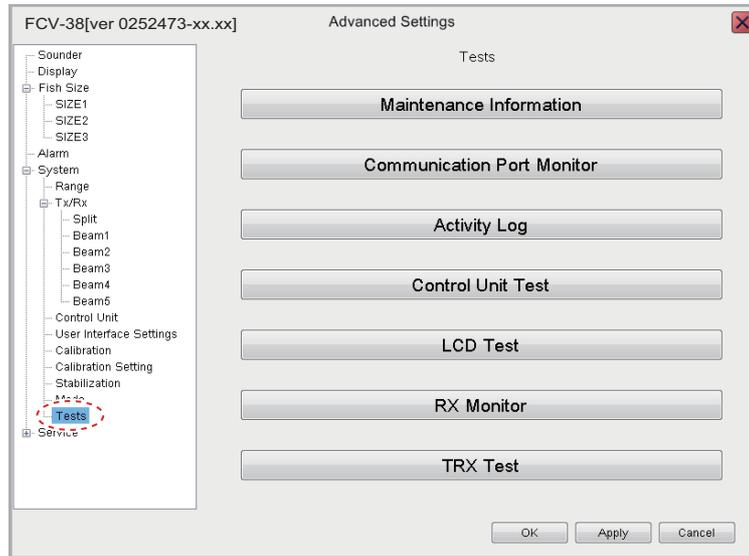 FCV-38[ver 0252473-xx.xx]
Advanced Settings
Sounder
Display
Fish Size
SIZE1
SIZE2
SIZE3
Alarm
System
Range
Tx/Rx
Split
Beam1
Beam2
Beam3
Beam4
Beam5
Control Unit
User Interface Settings
Calibration
Calibration Setting
Stabilization
Mode
Tests
Service
Tests
Maintenance Information
Communication Port Monitor
Activity Log
Control Unit Test
LCD Test
RX Monitor
TRX Test
OK Apply Cancel